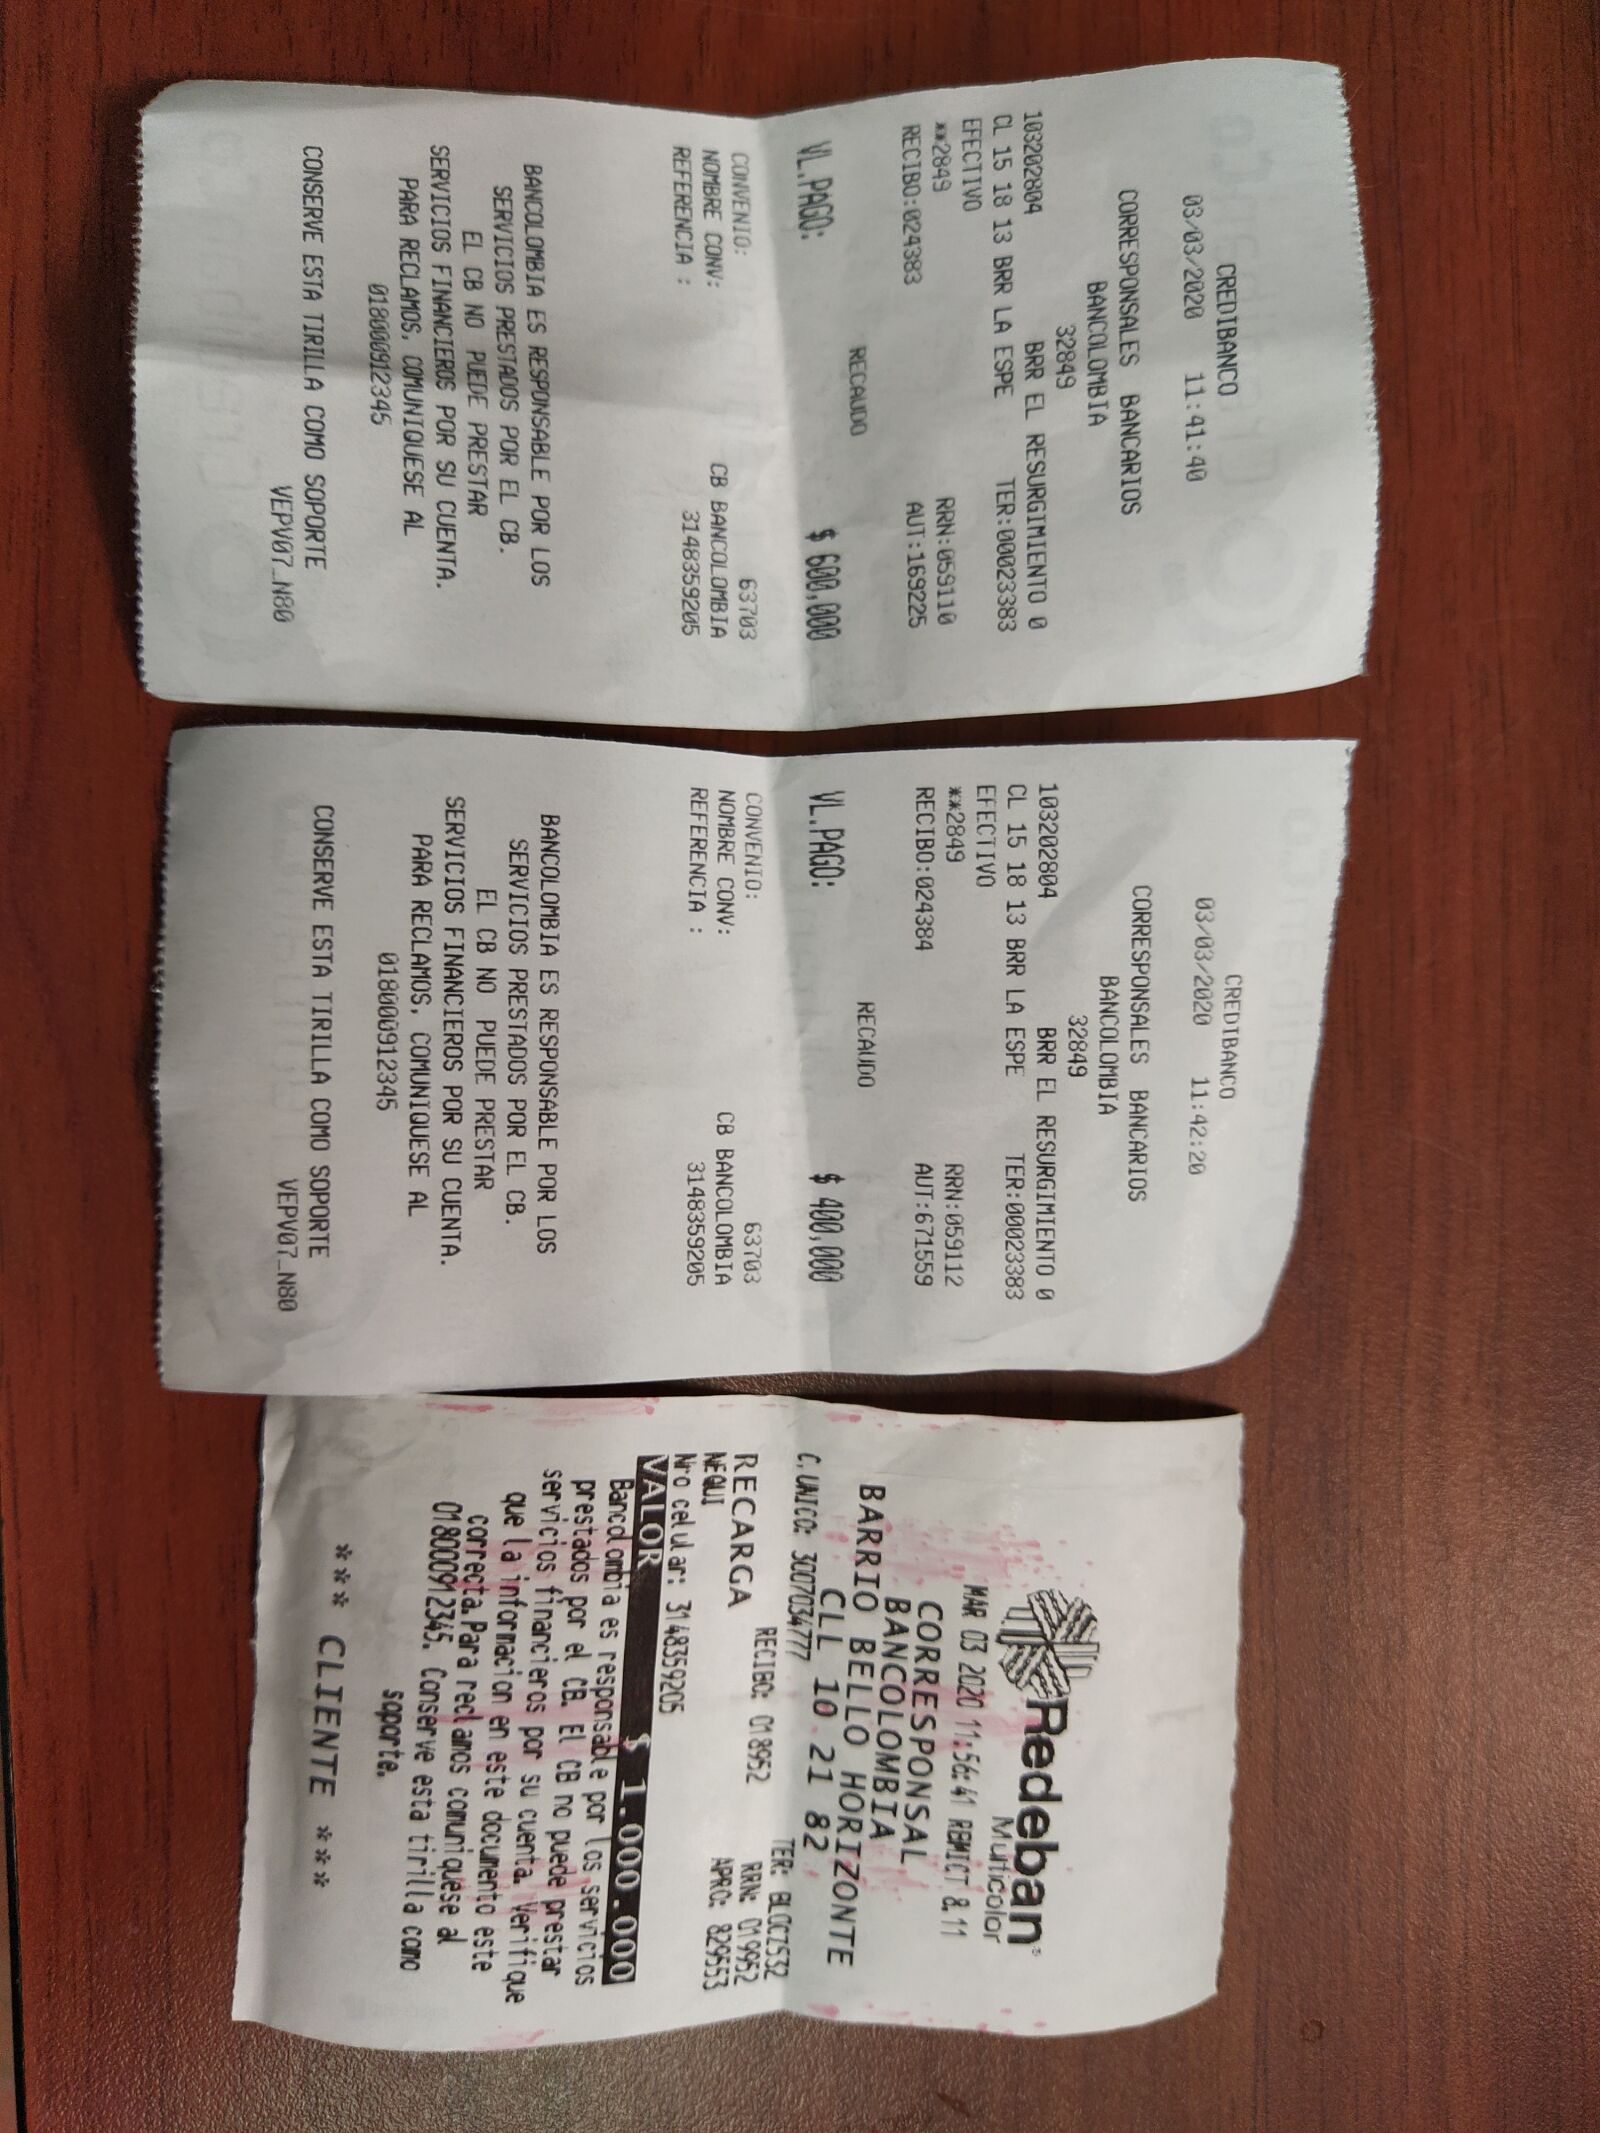 CREDIBANCO
03/03/2020 11:41:40
CORRESPONSALES BANCARIOS
BANCOLOMBIA
32849
103202804 BRR EL RESURGIMIENTO 0
CL 15 18 13 BRR LA ESPE TER:00023383
EFECTIVO
**2849 RRN:059110
RECIBO:024383 AUT:169225
RECAUDO
VL.PAGO: $ 600,000
CONVENIO: 63703
NOMBRE CONV: CB BANCOLOMBIA
REFERENCIA : 3148359205
BANCOLOMBIA ES RESPONSABLE POR LOS
SERVICIOS PRESTADOS POR EL CB.
EL CB NO PUEDE PRESTAR
SERVICIOS FINANCIEROS POR SU CUENTA.
PARA RECLAMOS, COMUNIQUESE AL
018000912345
CONSERVE ESTA TIRILLA COMO SOPORTE
VEPV07_N80
CREDIBANCO
03/03/2020 11:42:20
CORRESPONSALES BANCARIOS
BANCOLOMBIA
32849
103202804 BRR EL RESURGIMIENTO 0
CL 15 18 13 BRR LA ESPE TER:00023383
EFECTIVO
**2849 RRN:059112
RECIBO:024384 AUT:671559
RECAUDO
VL.PAGO: $ 400,000
CONVENIO: 63703
NOMBRE CONV: CB BANCOLOMBIA
REFERENCIA : 3148359205
BANCOLOMBIA ES RESPONSABLE POR LOS
SERVICIOS PRESTADOS POR EL CB.
EL CB NO PUEDE PRESTAR
SERVICIOS FINANCIEROS POR SU CUENTA.
PARA RECLAMOS, COMUNIQUESE AL
018000912345
CONSERVE ESTA TIRILLA COMO SOPORTE
VEPV07_N80
Redeban®
Multicolor
MAR 03 2020 11:56:41 RBMICT 8.11
CORRESPONSAL
BANCOLOMBIA
BARRIO BELLO HORIZONTE
CLL 10 21 82
C.UNICO: 3007034777 TER: BLOCZ532
RECIBO: 018952 RRN: 019952
RECARGA APRO: 829553
NEQUI
Nro celular: 3148359205
VALOR $ 1.000.000
Bancolombia es responsable por los servicios
prestados por el CB. El CB no puede prestar
servicios financieros por su cuenta. Verifique
que la informacion en este documento este
correcta.Para reclamos comuniquese al
018000912345. Conserve esta tirilla como
soporte.
*** CLIENTE ***